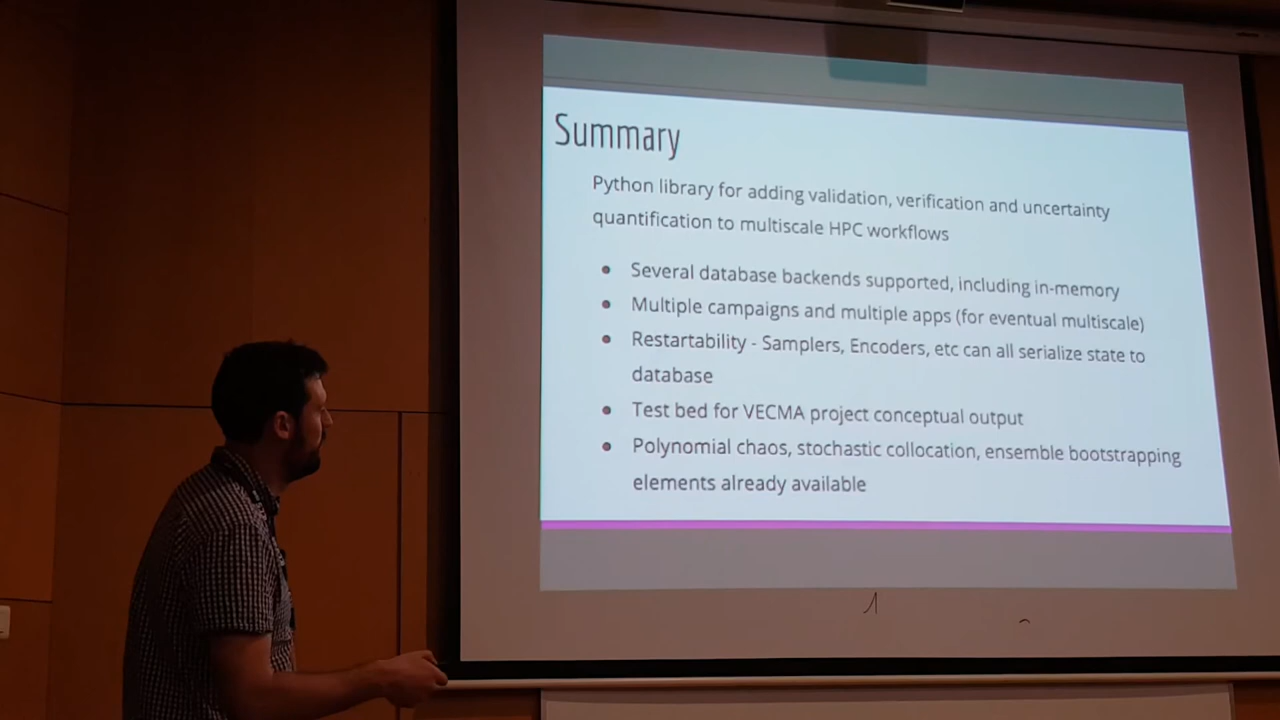 Summary
Python library for adding validation, verification and uncertainty
quantification to multiscale HPC workflows
Several database backends supported, including in-memory
Multiple campaigns and multiple apps (for eventual multiscale)
Restartability - Samplers, Encoders, etc can all serialize state to
database
Test bed for VECMA project conceptual output
Polynomial chaos, stochastic collocation, ensemble bootstrapping
elements already available